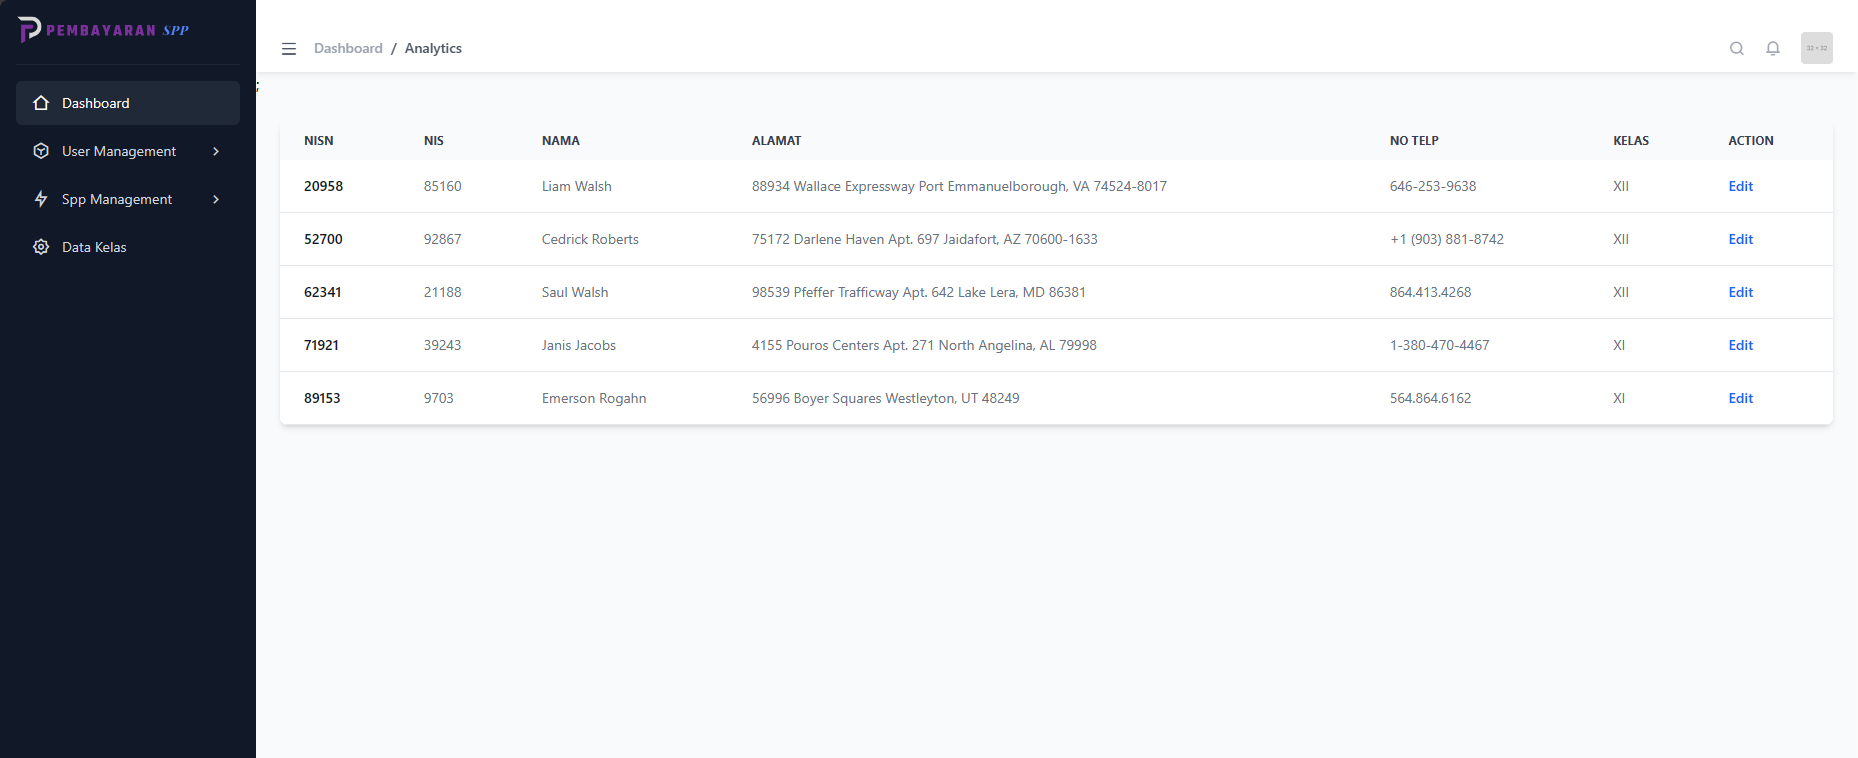 PEMBAYARAN SPP
Dashboard
User Management
Spp Management
Data Kelas
Dashboard / Analytics
32 × 32
;
NISN NIS NAMA ALAMAT NO TELP KELAS ACTION
20958 85160 Liam Walsh 88934 Wallace Expressway Port Emmanuelborough, VA 74524-8017 646-253-9638 XII Edit
52700 92867 Cedrick Roberts 75172 Darlene Haven Apt. 697 Jaidafort, AZ 70600-1633 +1 (903) 881-8742 XII Edit
62341 21188 Saul Walsh 98539 Pfeffer Trafficway Apt. 642 Lake Lera, MD 86381 864.413.4268 XII Edit
71921 39243 Janis Jacobs 4155 Pouros Centers Apt. 271 North Angelina, AL 79998 1-380-470-4467 XI Edit
89153 9703 Emerson Rogahn 56996 Boyer Squares Westleyton, UT 48249 564.864.6162 XI Edit